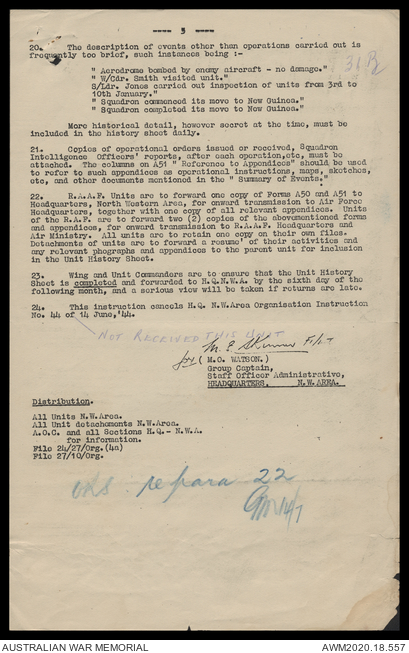 ---- 3 ----
20. The description of events other than operations carried out is
frequently too brief, such instances being :-
" Aerodrome bombed by enemy aircraft - no damage."
" W/Cdr. Smith visited unit."
S/Ldr. Jones carried out inspection of units from 3rd to
10th January."
" Squadron commenced its move to New Guinea."
" Squadron completed its move to New Guinea."
More historical detail, however secret at the time, must be
included in the history sheet daily.
21. Copies of operational orders issued or received, Squadron
Intelligence Officers' reports, after each operation,etc, must be
attached. The columns on A51 " Reference to Appendices" should be used
to refer to such appendices as operational instructions, maps, sketches,
etc, and other documents mentioned in the " Summary of Events."
22. R.A.A.F. Units are to forward one copy of Forms A50 and A51 to
Headquarters, North Western Area, for onward transmission to Air Force
Headquarters, together with one copy of all relevant appendices. Units
of the R.A.F. are to forward two (2) copies of the abovementioned forms
and appendices, for onward transmission to R.A.A.F. Headquarters and
Air Ministry. All units are to retain one copy on their own files.
Detachments of units are to forward a resume' of their activities and
any relevant phographs and appendices to the parent unit for inclusion
in the Unit History Sheet.
23. Wing and Unit Commanders are to ensure that the Unit History
Sheet is completed and forwarded to H.Q.N.W.A. by the sixth day of the
following month, and a serious view will be taken if returns are late.
24. This instruction cancels H.Q. N.W.Area Organisation Instruction
No. 44 of 14 June,'44.
NOT RECEIVED THIS UNIT
F/Lt
for ( M.O. WATSON.)
Group Captain,
Staff Officer Administrative,
HEADQUARTERS. N.W.AREA.
Distribution.
All Units N.W.Area.
All Unit detachments N.W.Area.
A.O.C. and all Sections H.Q.- N.W.A.
for information.
File 24/27/Org.(4a)
File 27/10/Org.
re para 22
14/7
AUSTRALIAN WAR MEMORIAL
AWM2020.18.557